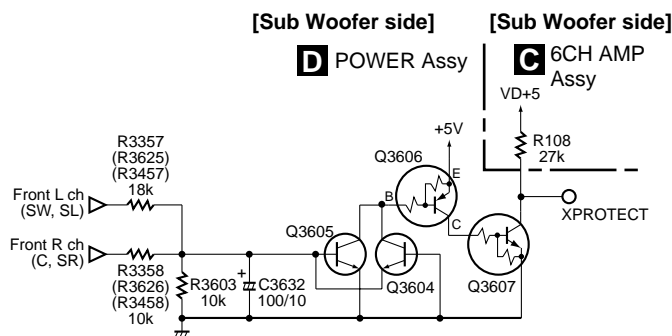 [Sub Woofer side]
[Sub Woofer side]
D POWER Assy
C 6CH AMP
Assy
VD+5
R3357
(R3625)
(R3457)
18k
+5V
R108
27k
Q3606
E
Front L ch
(SW, SL)
B
XPROTECT
Q3605
C
Front R ch
(C, SR)
R3358
(R3626)
(R3458)
10k
R3603
10k
+
C3632
100/10
Q3604
Q3607